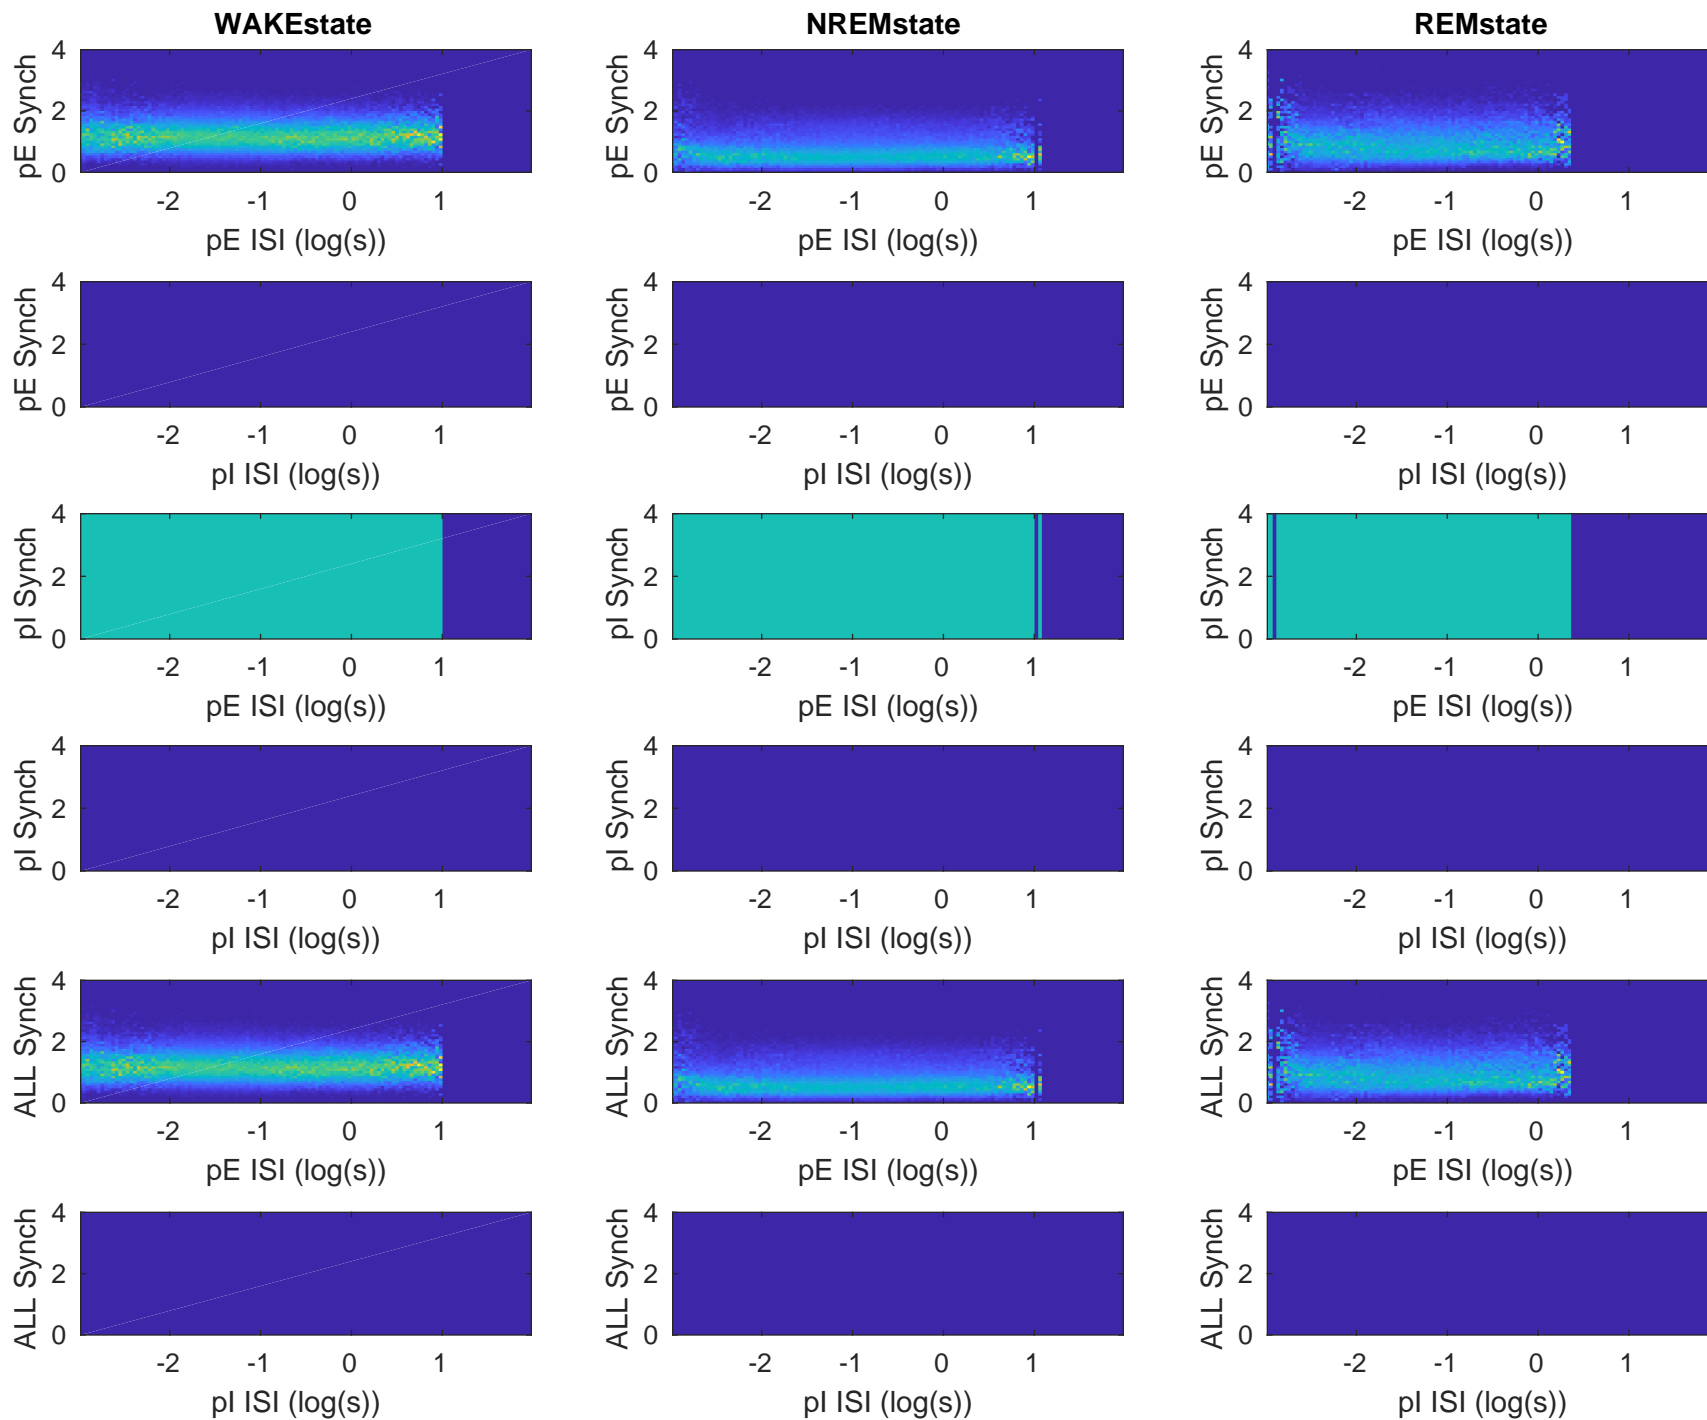 WAKEstate NREMstate REMstate
4 4 4
pE Synch pE Synch pE Synch
2 2 2
0 0 0
-2 -1 0 1 -2 -1 0 1 -2 -1 0 1
pE ISI (log(s)) pE ISI (log(s)) pE ISI (log(s))
4 4 4
pE Synch pE Synch pE Synch
2 2 2
0 0 0
-2 -1 0 1 -2 -1 0 1 -2 -1 0 1
pI ISI (log(s)) pI ISI (log(s)) pI ISI (log(s))
4 4 4
pI Synch pI Synch pI Synch
2 2 2
0 0 0
-2 -1 0 1 -2 -1 0 1 -2 -1 0 1
pE ISI (log(s)) pE ISI (log(s)) pE ISI (log(s))
4 4 4
pI Synch pI Synch pI Synch
2 2 2
0 0 0
-2 -1 0 1 -2 -1 0 1 -2 -1 0 1
pI ISI (log(s)) pI ISI (log(s)) pI ISI (log(s))
4 4 4
ALL Synch ALL Synch ALL Synch
2 2 2
0 0 0
-2 -1 0 1 -2 -1 0 1 -2 -1 0 1
pE ISI (log(s)) pE ISI (log(s)) pE ISI (log(s))
4 4 4
ALL Synch ALL Synch ALL Synch
2 2 2
0 0 0
-2 -1 0 1 -2 -1 0 1 -2 -1 0 1
pI ISI (log(s)) pI ISI (log(s)) pI ISI (log(s))